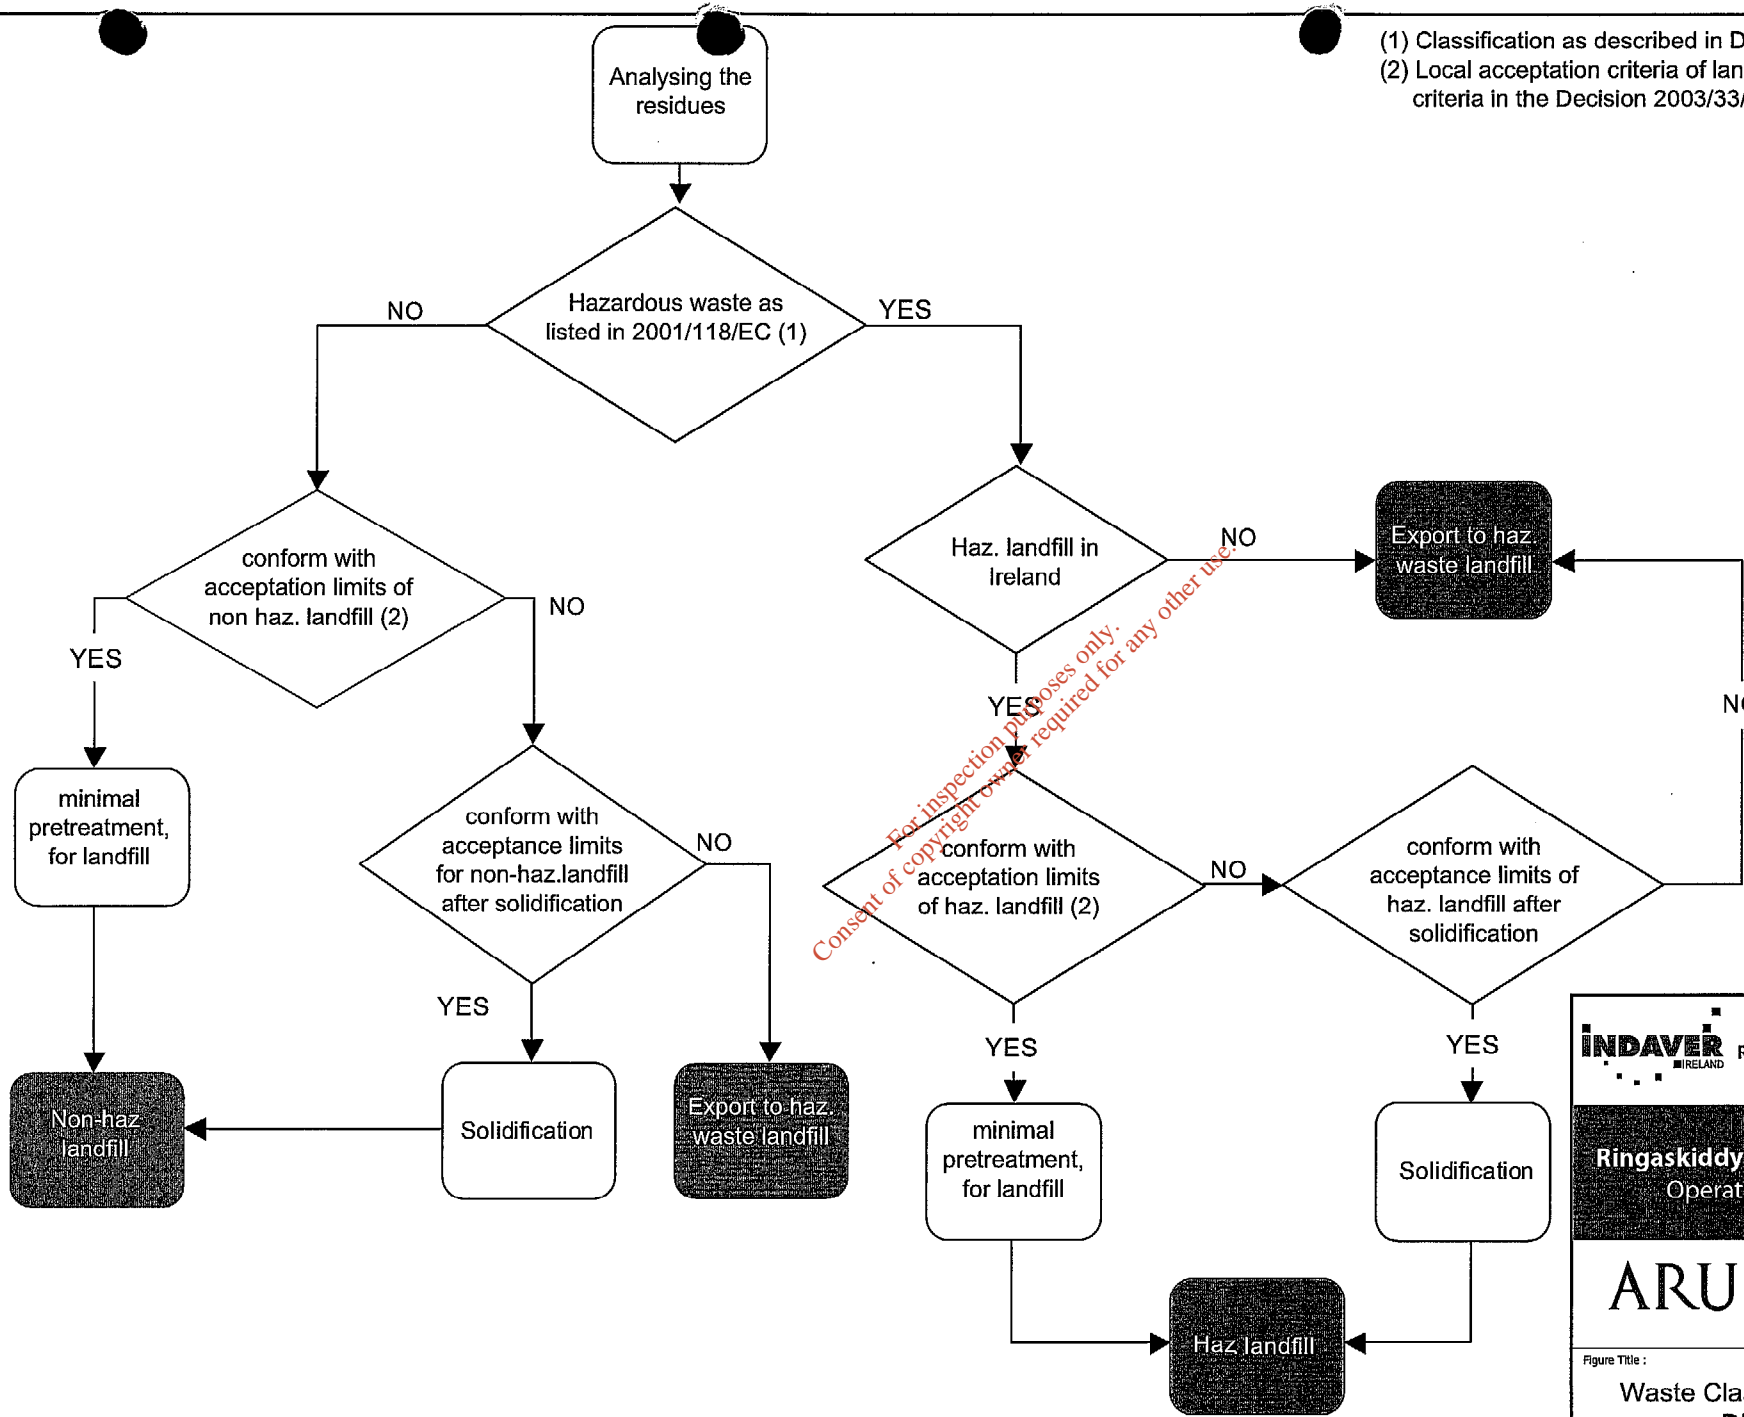 (1) Classification as described in
(2) Local acceptation criteria of
criteria in the Decision 2003/33/
Analysing the
residues
Hazardous waste as
listed in 2001/118/EC (1)
NO
YES
conform with
acceptation limits of
non haz. landfill (2)
YES
NO
Haz. landfill in
Ireland
NO
YES
Export to haz.
waste landfill
minimal
pretreatment,
for landfill
conform with
acceptance limits
for non-haz.landfill
after solidification
NO
YES
conform with
acceptation limits
of haz. landfill (2)
NO
YES
conform with
acceptance limits of
haz. landfill after
solidification
YES
Non-haz
landfill
Solidification
Export to haz.
waste landfill
minimal
pretreatment,
for landfill
Solidification
Haz landfill
For inspection purposes only.
Consent of copyright owner required for any other use.
INDAVER
IRELAND
Ringaskiddy
Figure Title :
Waste